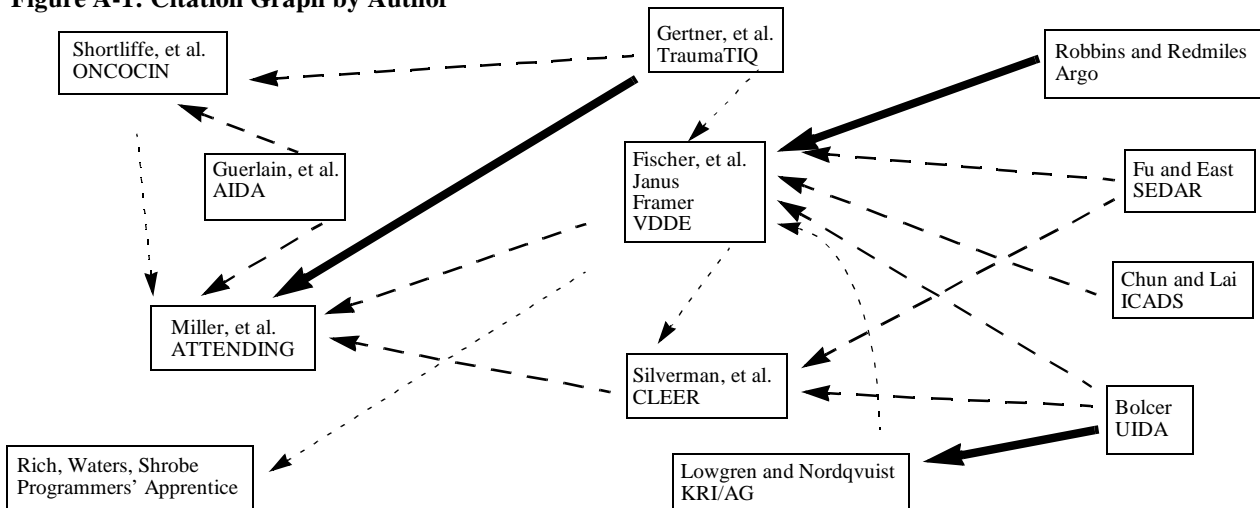 Figure A-1: Citation Graph by Author
Shortliffe, et al.
ONCOCIN
Gertner, et al.
TraumaTIQ
Robbins and Redmiles
Argo
Guerlain, et al.
AIDA
Fischer, et al.
Janus
Framer
VDDE
Fu and East
SEDAR
Chun and Lai
ICADS
Miller, et al.
ATTENDING
Silverman, et al.
CLEER
Bolcer
UIDA
Rich, Waters, Shrobe
Programmers’ Apprentice
Lowgren and Nordqvuist
KRI/AG